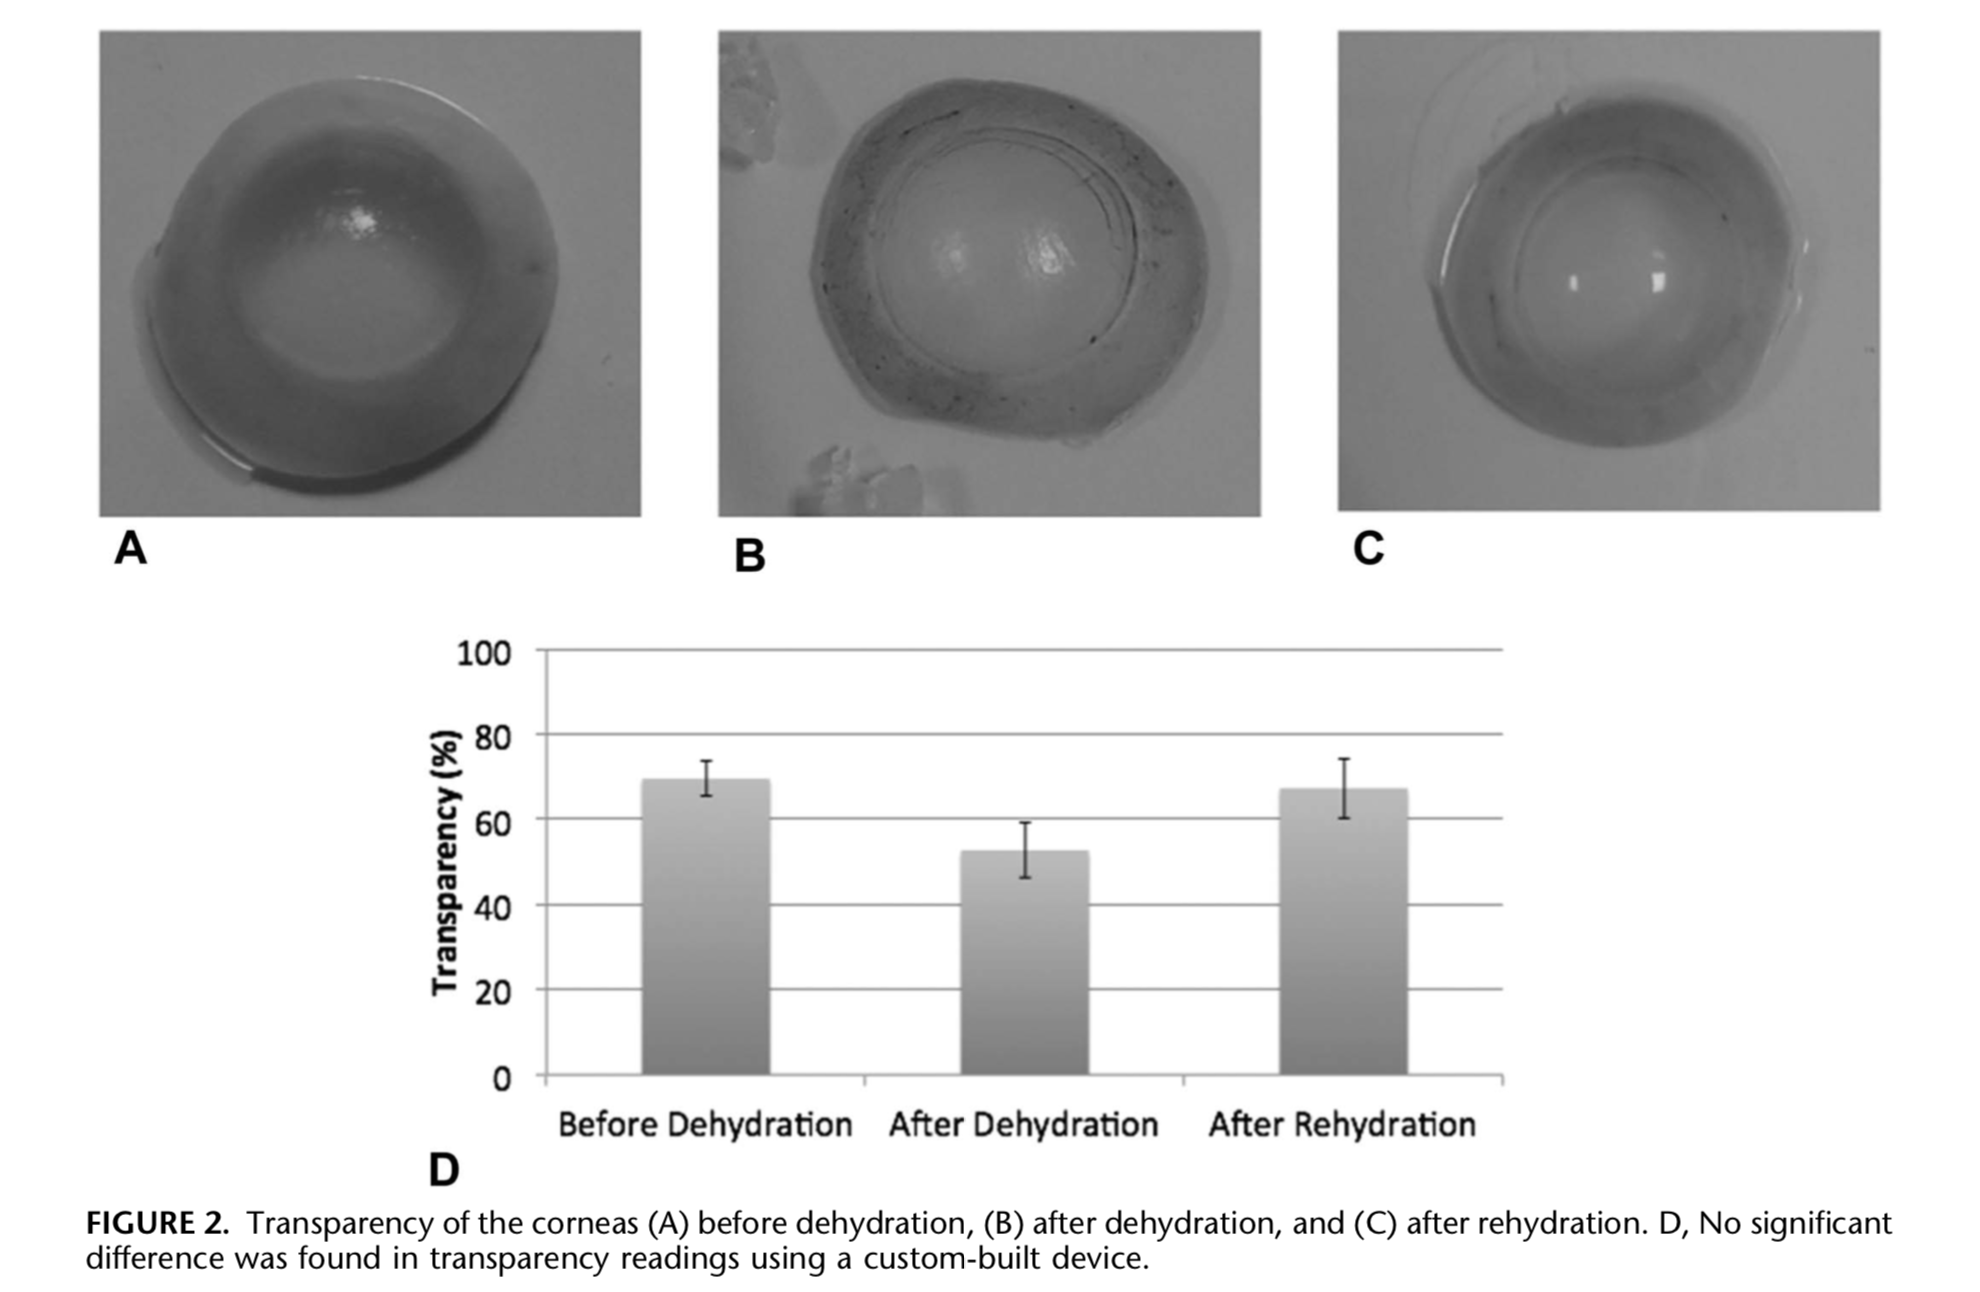 A
B
C
100
80
60
40
20
0
Transparency (%)
Before Dehydration
After Dehydration
After Rehydration
D
FIGURE 2. Transparency of the corneas (A) before dehydration, (B) after dehydration, and (C) after rehydration. D, No significant
difference was found in transparency readings using a custom-built device.